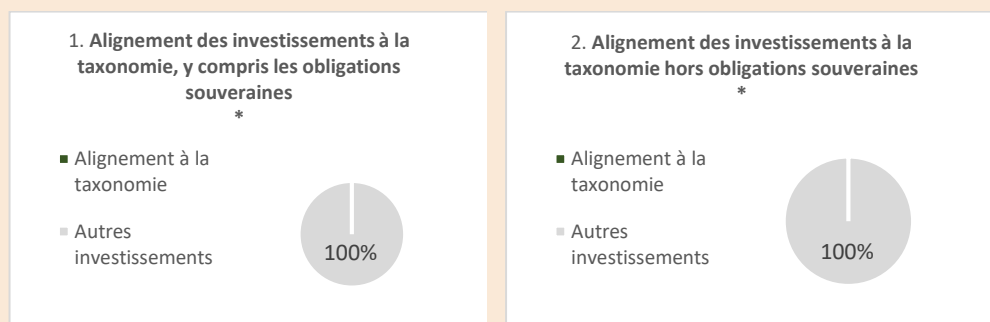 1. Alignement des investissements à la
taxonomie, y compris les obligations
souveraines
*
Alignement à la
taxonomie
Autres
investissements
100%
2. Alignement des investissements à la
taxonomie hors obligations souveraines
*
Alignement à la
taxonomie
Autres
investissements
100%